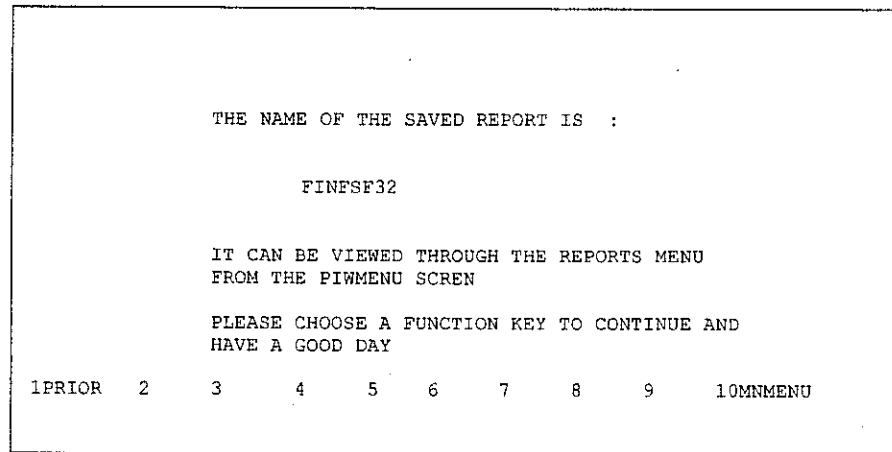 THE NAME OF THE SAVED REPORT IS :
FINFSF32
IT CAN BE VIEWED THROUGH THE REPORTS MENU
FROM THE PIWMENU SCREN
PLEASE CHOOSE A FUNCTION KEY TO CONTINUE AND
HAVE A GOOD DAY
1PRIOR 2 3 4 5 6 7 8 9 10MNMENU